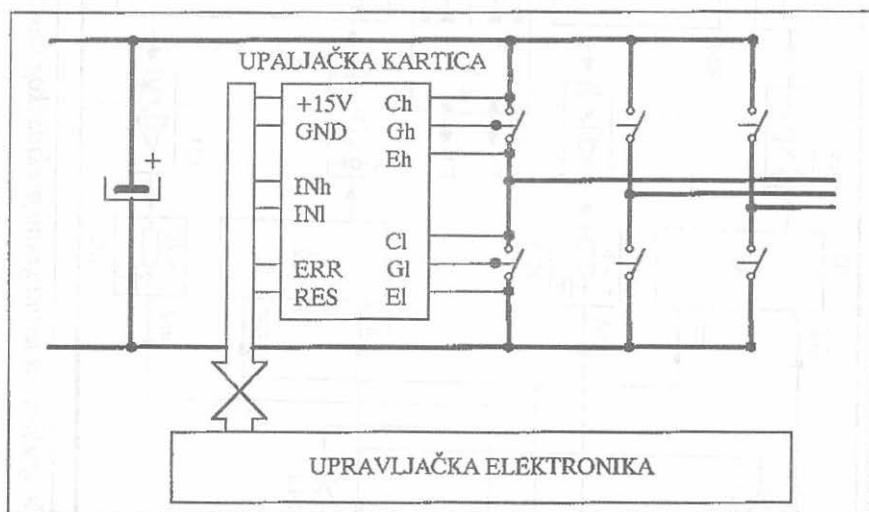 UPALJAČKA KARTICA
+15V Ch
GND Gh
Eh
INh
INl
Cl
ERR Gl
RES El
+
UPRAVLJAČKA ELEKTRONIKA